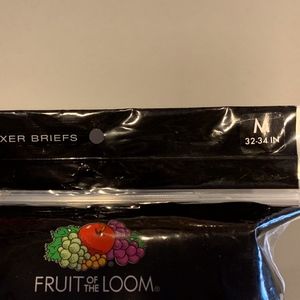 XER BRIEFS
M
32-34 IN
FRUIT OF THE LOOM®